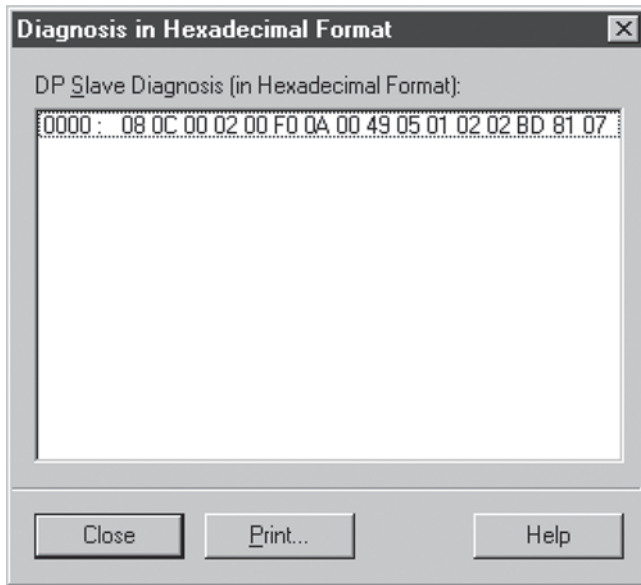 Diagnosis in Hexadecimal Format
DP Slave Diagnosis (in Hexadecimal Format):
0000 : 08 0C 00 02 00 F0 0A 00 49 05 01 02 02 BD 81 07
Close Print... Help